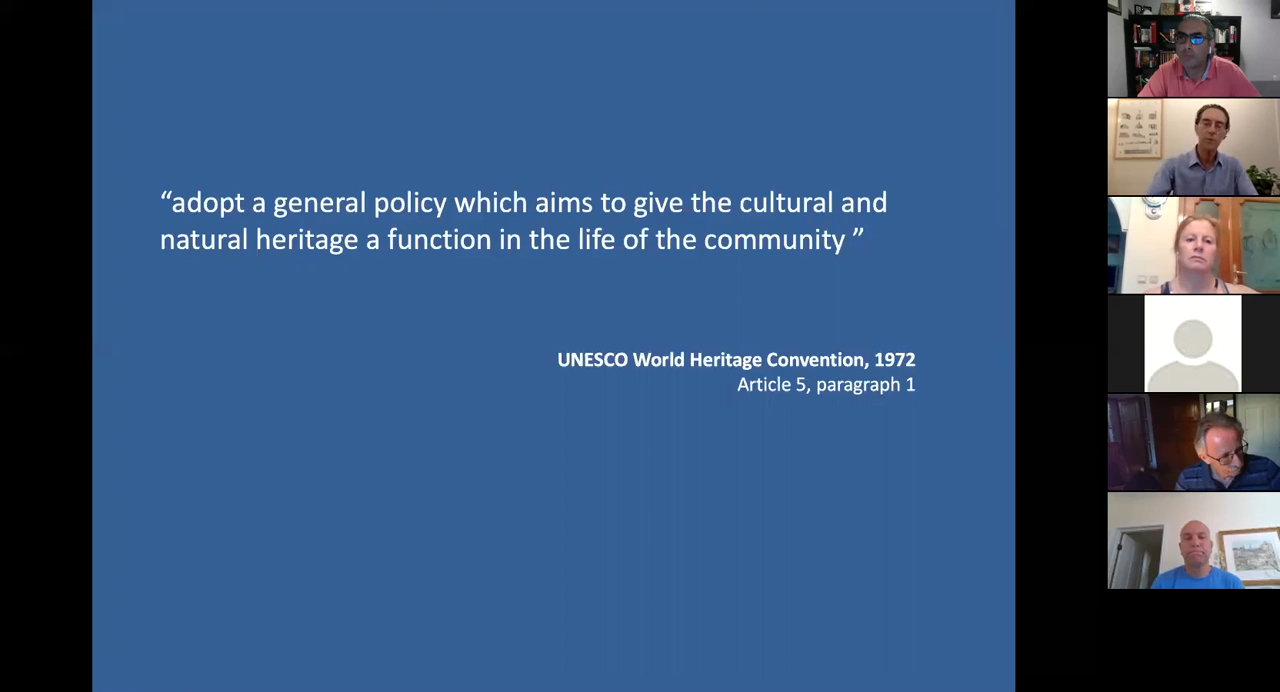 “adopt a general policy which aims to give the cultural and
natural heritage a function in the life of the community ”
UNESCO World Heritage Convention, 1972
Article 5, paragraph 1